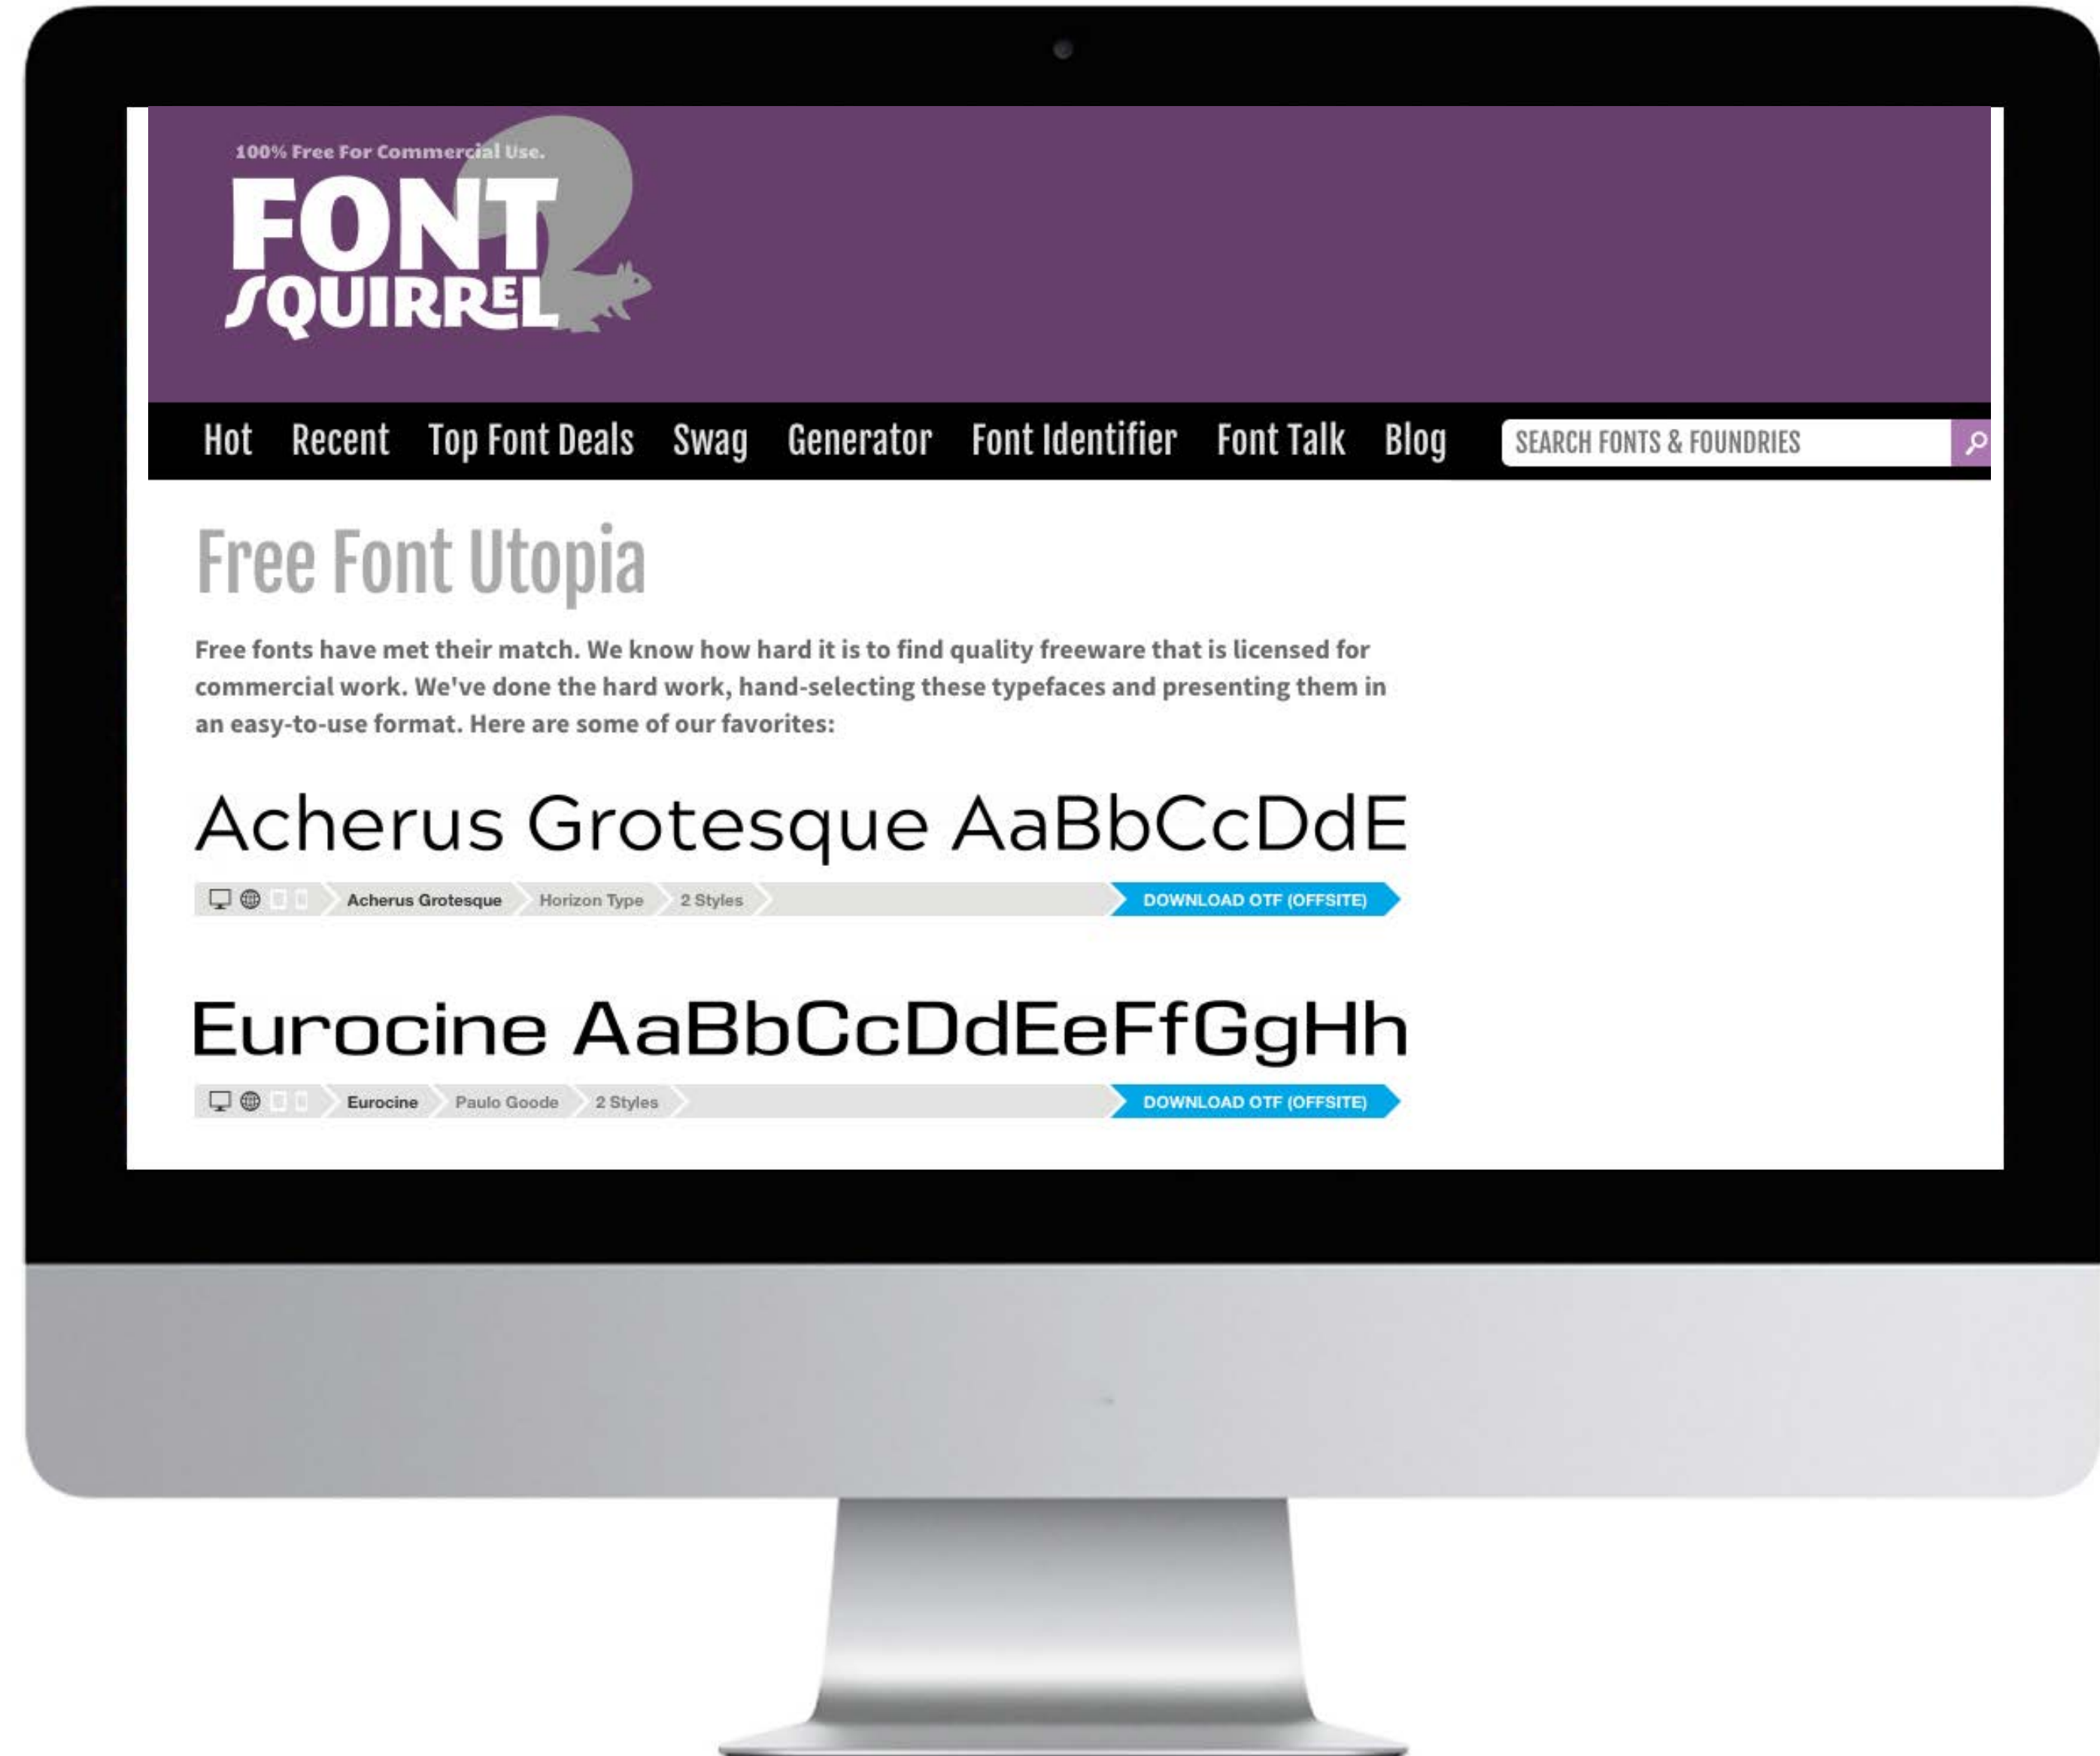 100% Free For Commercial Use.
FONT
SQUIRREL
Hot Recent Top Font Deals Swag Generator Font Identifier Font Talk Blog SEARCH FONTS & FOUNDRIES
Free Font Utopia
Free fonts have met their match. We know how hard it is to find quality freeware that is licensed for
commercial work. We've done the hard work, hand-selecting these typefaces and presenting them in
an easy-to-use format. Here are some of our favorites:
Acherus Grotesque AaBbCcDdE
Acherus Grotesque Horizon Type 2 Styles DOWNLOAD OTF (OFFSITE)
Eurocine AaBbCcDdEeFfGgHh
Eurocine Paulo Goode 2 Styles DOWNLOAD OTF (OFFSITE)